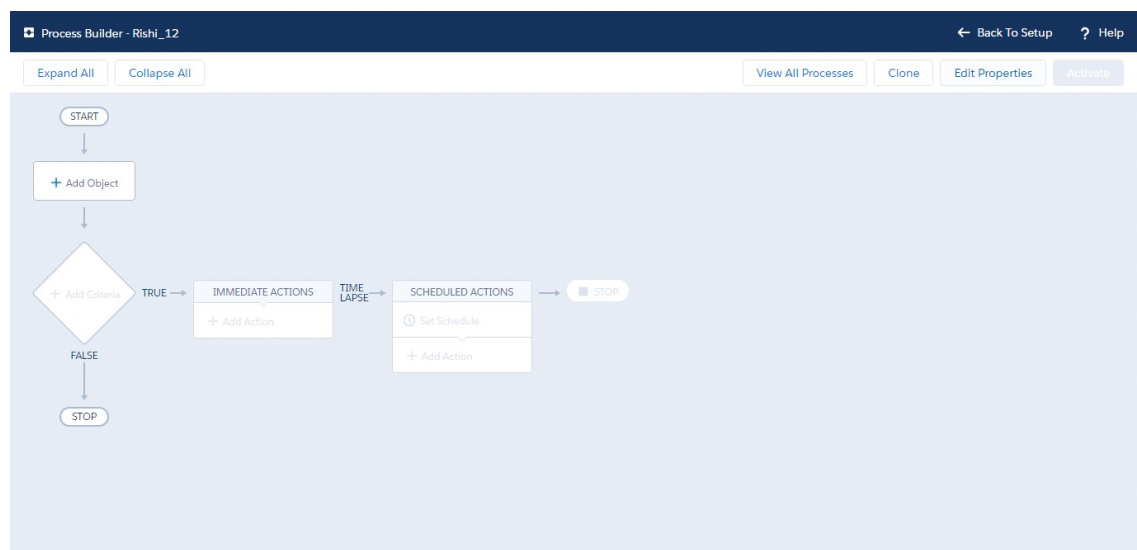 Process Builder - Rishi_12
Back To Setup
? Help
Expand All
Collapse All
View All Processes
Clone
Edit Properties
Activate
START
+ Add Object
+ Add Criteria
TRUE
IMMEDIATE ACTIONS
TIME
LAPSE
SCHEDULED ACTIONS
STOP
+ Add Action
Set Schedule
+ Add Action
FALSE
STOP